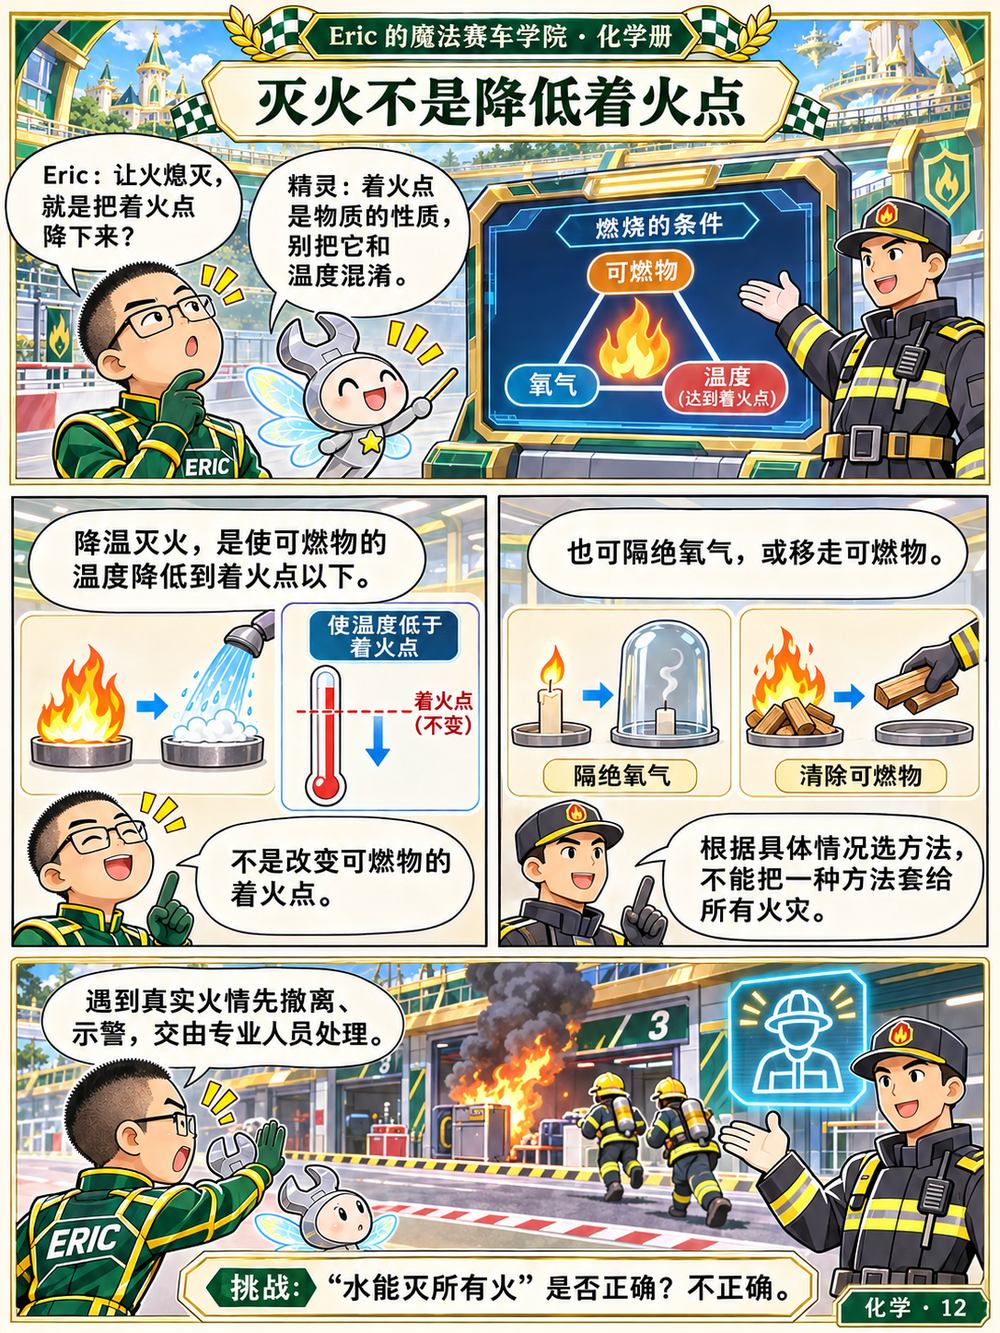 Eric 的魔法赛车学院·化学册
灭火不是降低着火点
Eric：让火熄灭，
就是把着火点
降下来？
精灵：着火点
是物质的性质，
别把它和
温度混淆。
燃烧的条件
可燃物
氧气
温度
(达到着火点)
ERIC
降温灭火，是使可燃物的
温度降低到着火点以下。
使温度低于
着火点
着火点
(不变)
不是改变可燃物的
着火点。
也可隔绝氧气，或移走可燃物。
隔绝氧气
清除可燃物
根据具体情况选方法，
不能把一种方法套给
所有火灾。
遇到真实火情先撤离、
示警，交由专业人员处理。
3
ERIC
挑战：“水能灭所有火”是否正确？不正确。
化学·12